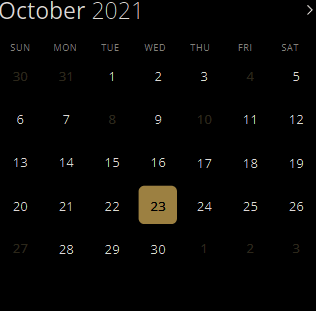 October 2021
SUN MON TUE WED THU FRI SAT
30 31 1 2 3 4 5
6 7 8 9 10 11 12
13 14 15 16 17 18 19
20 21 22 23 24 25 26
27 28 29 30 1 2 3